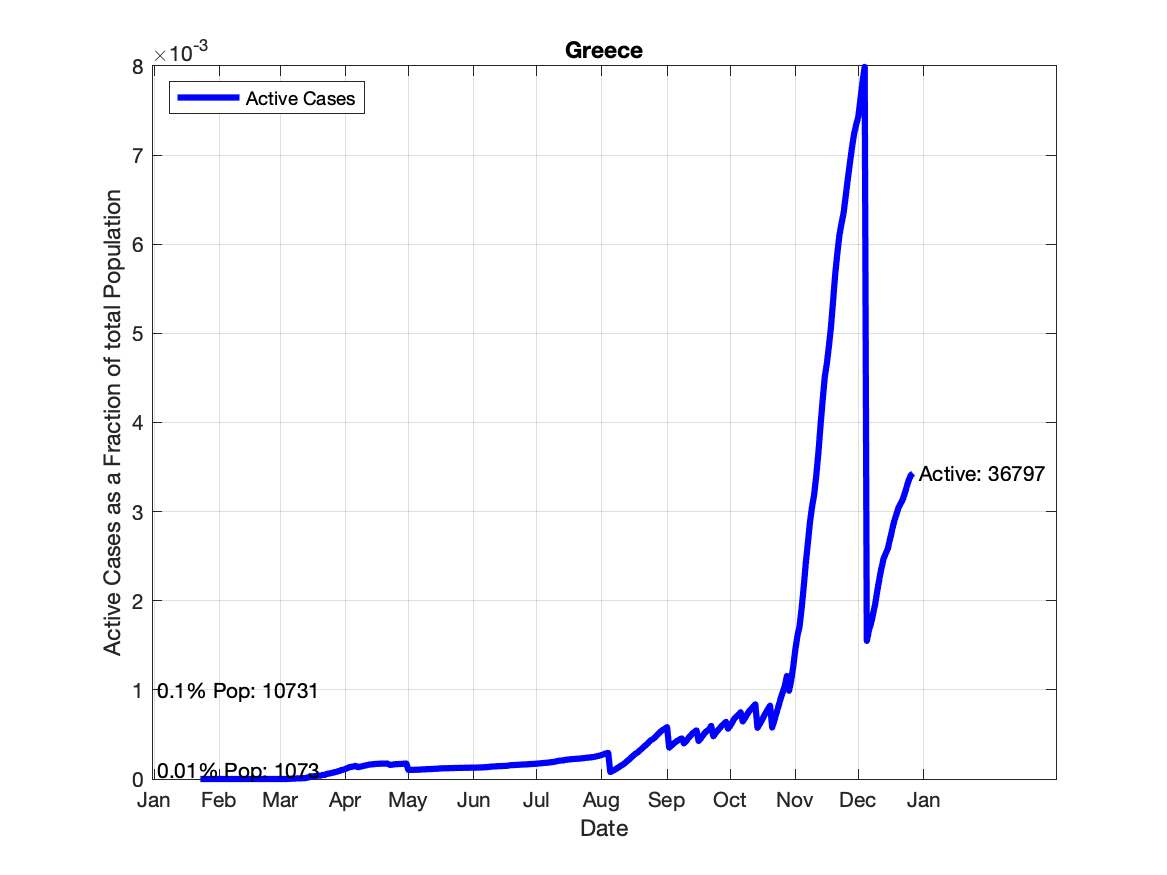 Greece
×10-3
Active Cases
8
7
6
5
4
3
2
1
0
Active Cases as a Fraction of total Population
Active: 36797
0.1% Pop: 10731
0.01% Pop: 1073
Jan Feb Mar Apr May Jun Jul Aug Sep Oct Nov Dec Jan
Date